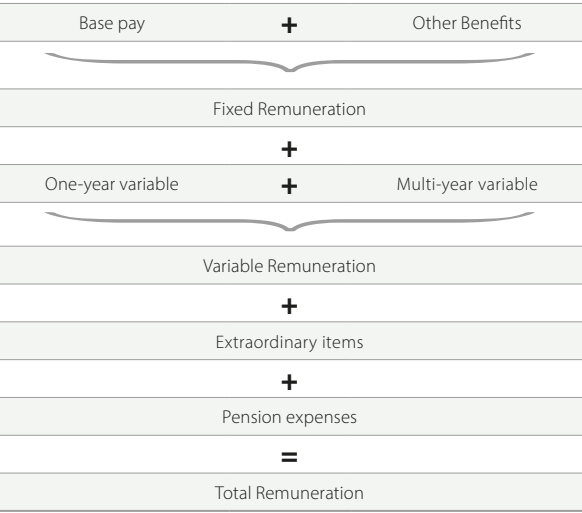 Base pay + Other Benefits
Fixed Remuneration
+
One-year variable + Multi-year variable
Variable Remuneration
+
Extraordinary items
+
Pension expenses
=
Total Remuneration